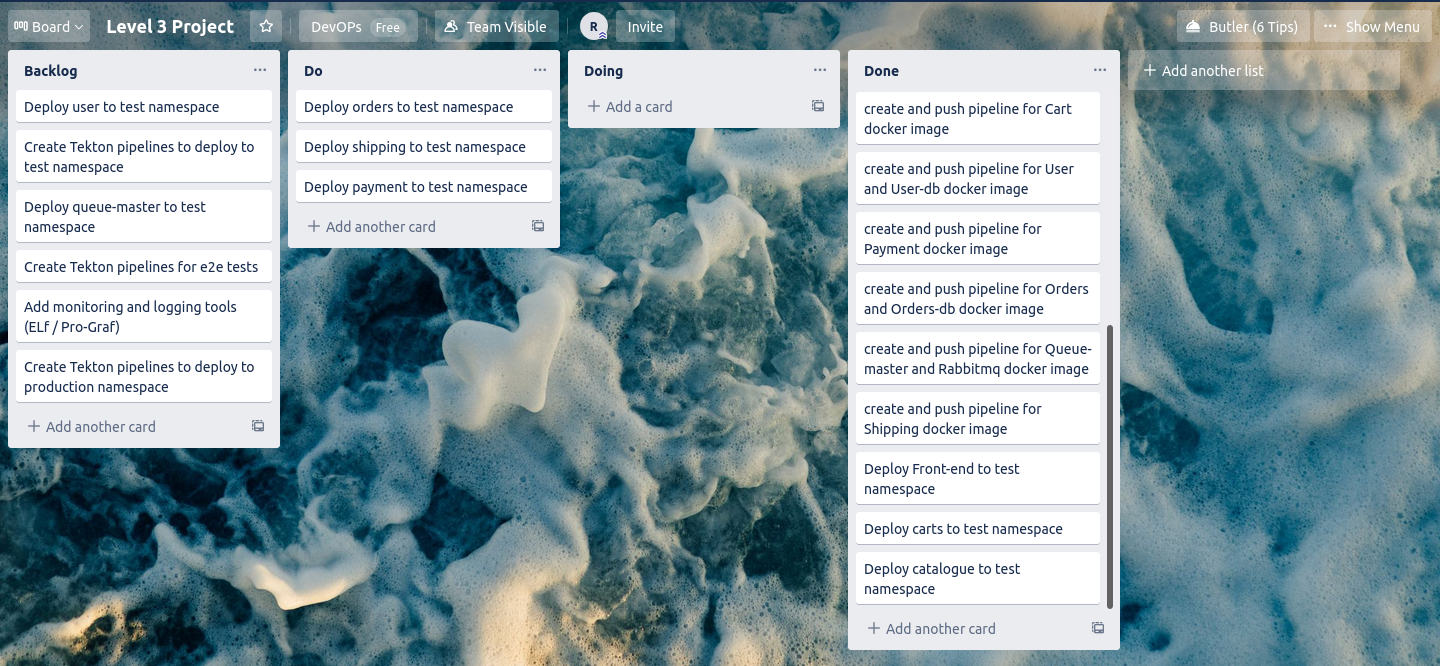 Board
Level 3 Project
DevOPs Free
Team Visible
R
Invite
Butler (6 Tips)
Show Menu
Backlog
Deploy user to test namespace
Create Tekton pipelines to deploy to
test namespace
Deploy queue-master to test
namespace
Create Tekton pipelines for e2e tests
Add monitoring and logging tools
(ELf / Pro-Graf)
Create Tekton pipelines to deploy to
production namespace
Add another card
Do
Deploy orders to test namespace
Deploy shipping to test namespace
Deploy payment to test namespace
Add another card
Doing
Add a card
Done
create and push pipeline for Cart
docker image
create and push pipeline for User
and User-db docker image
create and push pipeline for
Payment docker image
create and push pipeline for Orders
and Orders-db docker image
create and push pipeline for Queue-
master and Rabbitmq docker image
create and push pipeline for
Shipping docker image
Deploy Front-end to test
namespace
Deploy carts to test namespace
Deploy catalogue to test
namespace
Add another card
Add another list